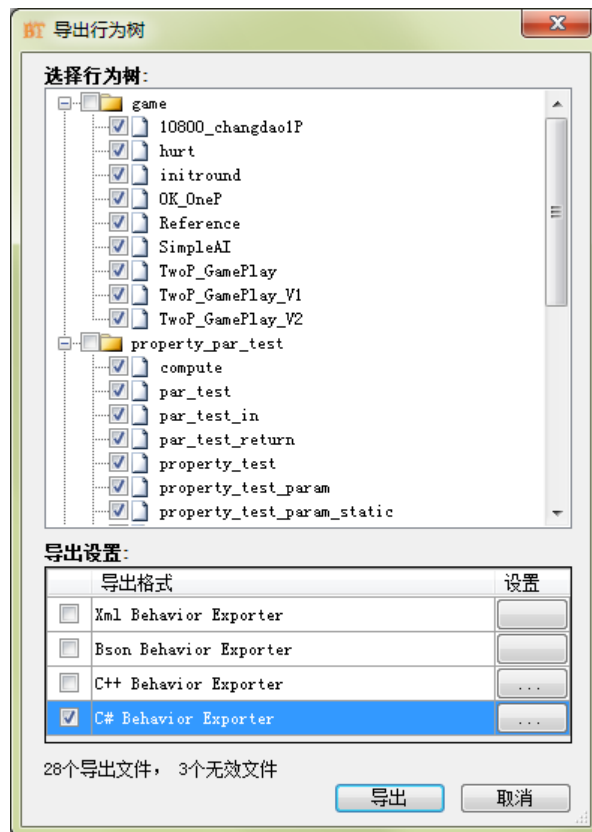 BT 导出行为树
选择行为树:
game
10800_changdao1P
hurt
initround
OK_OneP
Reference
SimpleAI
TwoP_GamePlay
TwoP_GamePlay_V1
TwoP_GamePlay_V2
property_par_test
compute
par_test
par_test_in
par_test_return
property_test
property_test_param
property_test_param_static
导出设置:
导出格式 设置
Xml Behavior Exporter
Bson Behavior Exporter
C++ Behavior Exporter ...
C# Behavior Exporter ...
28个导出文件， 3个无效文件
导出 取消